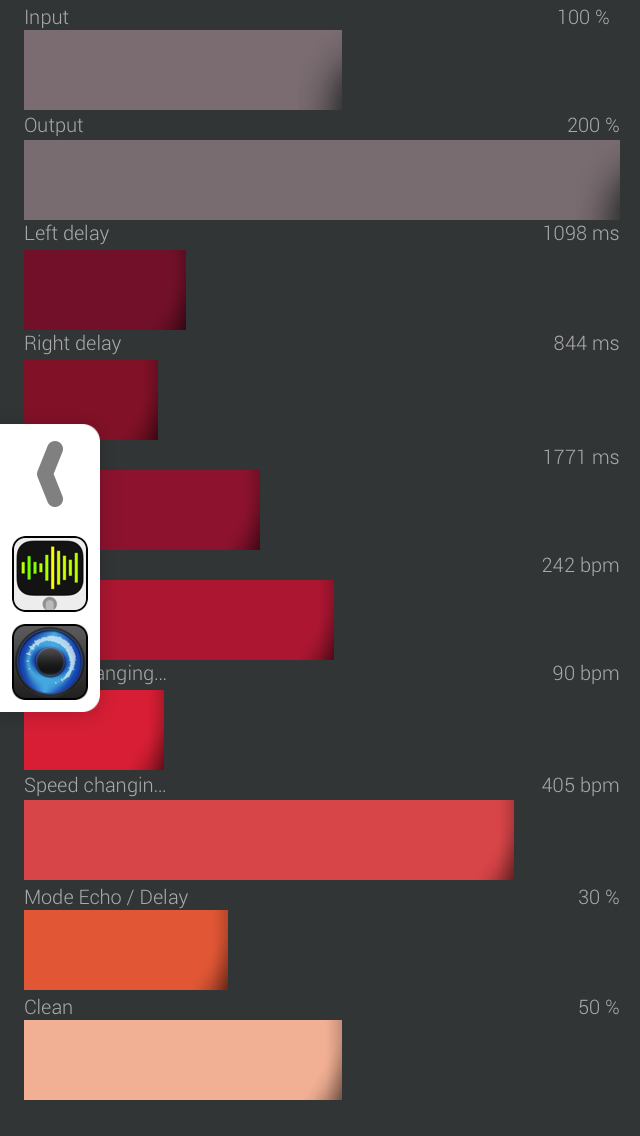 Input 100 %
Output 200 %
Left delay 1098 ms
Right delay 844 ms
1771 ms
242 bpm
anging... 90 bpm
Speed changin... 405 bpm
Mode Echo / Delay 30 %
Clean 50 %